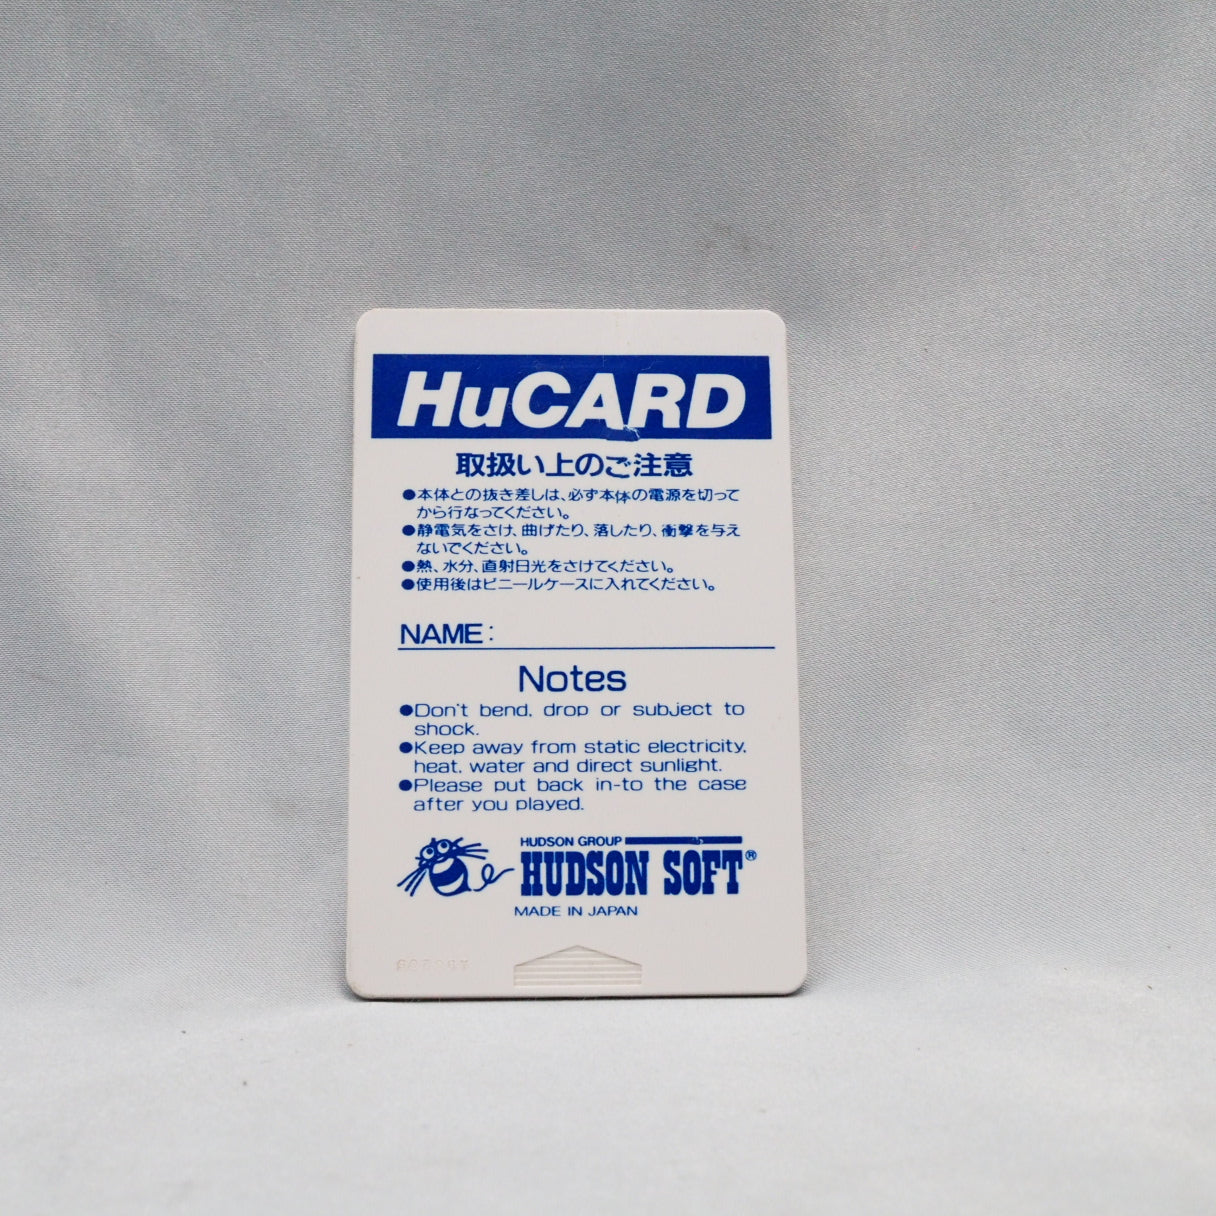 HuCARD
取扱い上のご注意
●本体との抜き差しは、必ず本体の電源を切って
から行なってください。
●静電気をさけ、曲げたり、落したり、衝撃を与え
ないでください。
●熱、水分、直射日光をさけてください。
●使用後はビニールケースに入れてください。
NAME:
Notes
●Don't bend, drop or subject to
shock.
●Keep away from static electricity,
heat, water and direct sunlight.
●Please put back in-to the case
after you played.
HUDSON GROUP
HUDSON SOFT®
MADE IN JAPAN